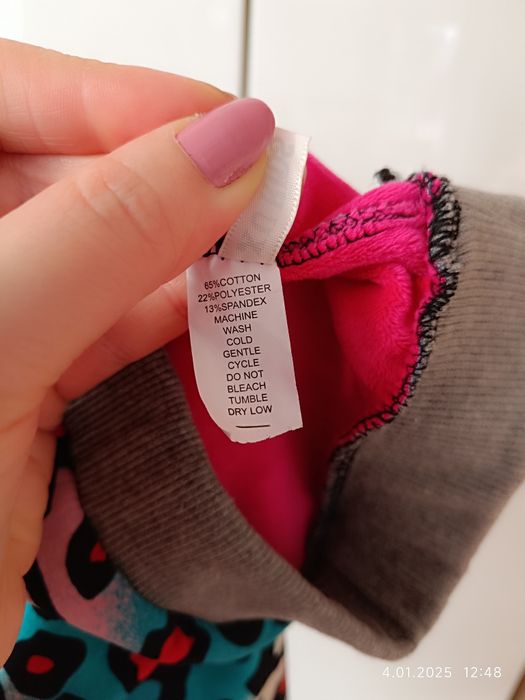 65%COTTON
22%POLYESTER
13%SPANDEX
MACHINE
WASH
COLD
GENTLE
CYCLE
DO NOT
BLEACH
TUMBLE
DRY LOW
4.01.2025 12:48